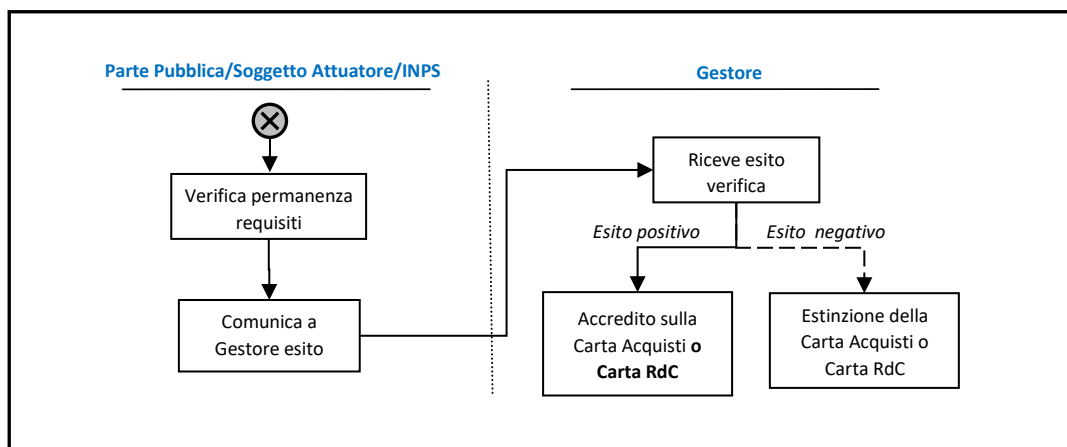 Parte Pubblica/Soggetto Attuatore/INPS
Gestore
Verifica permanenza
requisiti
Comunica a
Gestore esito
Riceve esito
verifica
Esito positivo
Esito negativo
Accredito sulla
Carta Acquisti o
Carta RdC
Estinzione della
Carta Acquisti o
Carta RdC